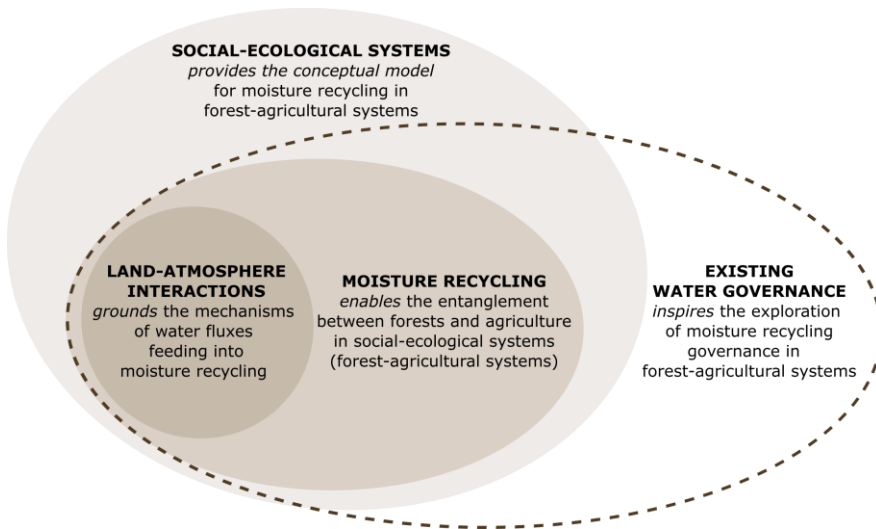 SOCIAL-ECOLOGICAL SYSTEMS
provides the conceptual model
for moisture recycling in
forest-agricultural systems
LAND-ATMOSPHERE
INTERACTIONS
grounds the mechanisms
of water fluxes
feeding into
moisture recycling
MOISTURE RECYCLING
enables the entanglement
between forests and agriculture
in social-ecological systems
(forest-agricultural systems)
EXISTING
WATER GOVERNANCE
inspires the exploration
of moisture recycling
governance in
forest-agricultural systems